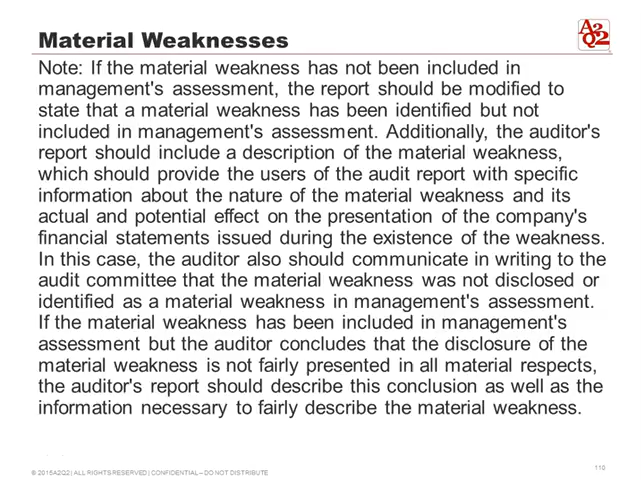 Material Weaknesses
A2
Q2
Note: If the material weakness has not been included in
management's assessment, the report should be modified to
state that a material weakness has been identified but not
included in management's assessment. Additionally, the auditor's
report should include a description of the material weakness,
which should provide the users of the audit report with specific
information about the nature of the material weakness and its
actual and potential effect on the presentation of the company's
financial statements issued during the existence of the weakness.
In this case, the auditor also should communicate in writing to the
audit committee that the material weakness was not disclosed or
identified as a material weakness in management's assessment.
If the material weakness has been included in management's
assessment but the auditor concludes that the disclosure of the
material weakness is not fairly presented in all material respects,
the auditor's report should describe this conclusion as well as the
information necessary to fairly describe the material weakness.
© 2015A2Q2 | ALL RIGHTS RESERVED | CONFIDENTIAL – DO NOT DISTRIBUTE
110